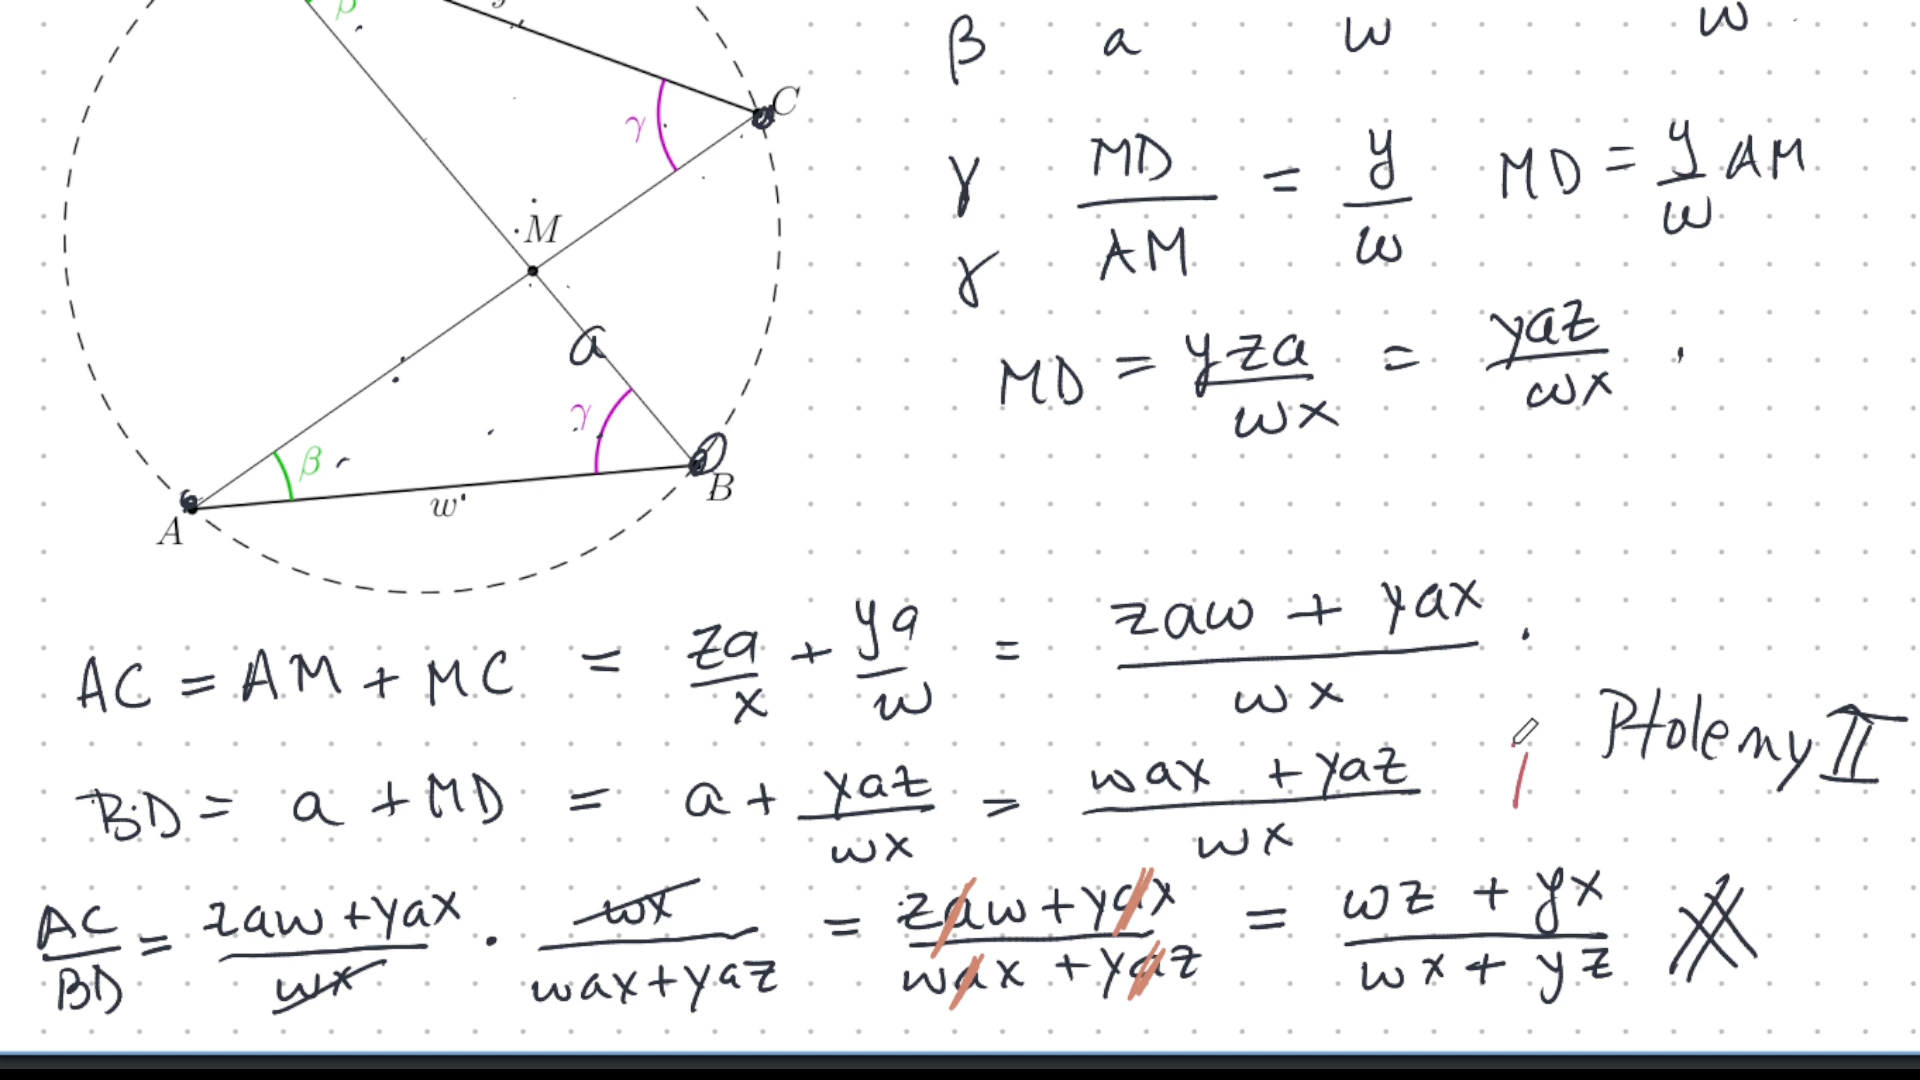 β
y
C
γ
M
a
γ
β
w
B
A
β a w w
γ MD/AM = y/w MD = y/w AM
γ
MD = yza/wx = yaz/wx .
AC = AM + MC = za/x + ya/w = zaw + yax/wx .
Ptolemy II
BD = a + MD = a + yaz/wx = wax + yaz/wx
AC/BD = zaw + yax/wx · wx/wax + yaz = zaw + yax/wax + yaz = wz + yx/wx + yz